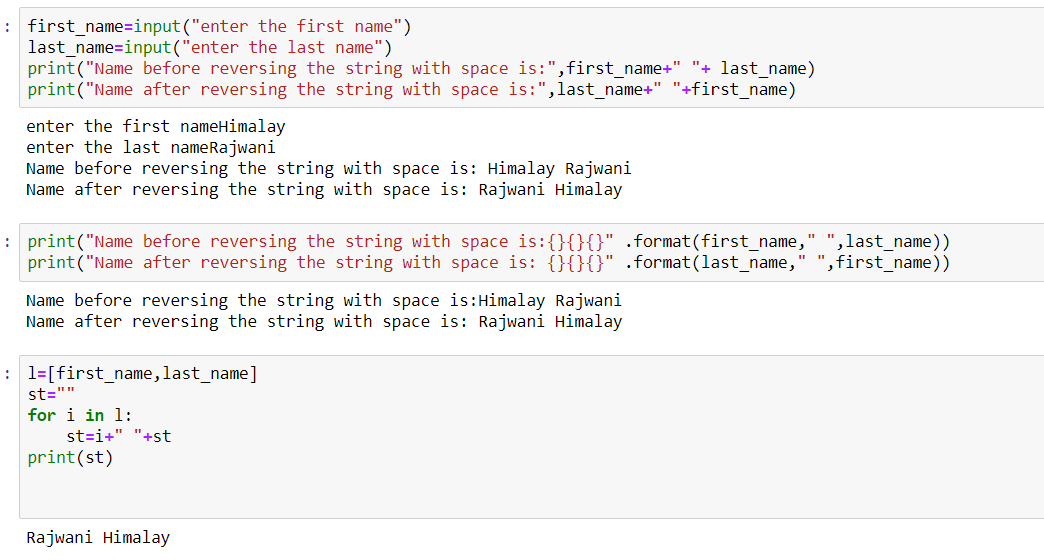 : first_name=input("enter the first name")
last_name=input("enter the last name")
print("Name before reversing the string with space is:",first_name+" "+ last_name)
print("Name after reversing the string with space is:",last_name+" "+first_name)
enter the first nameHimalay
enter the last nameRajwani
Name before reversing the string with space is: Himalay Rajwani
Name after reversing the string with space is: Rajwani Himalay
: print("Name before reversing the string with space is:{}{}{}" .format(first_name," ",last_name))
print("Name after reversing the string with space is: {}{}{}" .format(last_name," ",first_name))
Name before reversing the string with space is:Himalay Rajwani
Name after reversing the string with space is: Rajwani Himalay
: l=[first_name,last_name]
st=""
for i in l:
    st=i+" "+st
print(st)
Rajwani Himalay